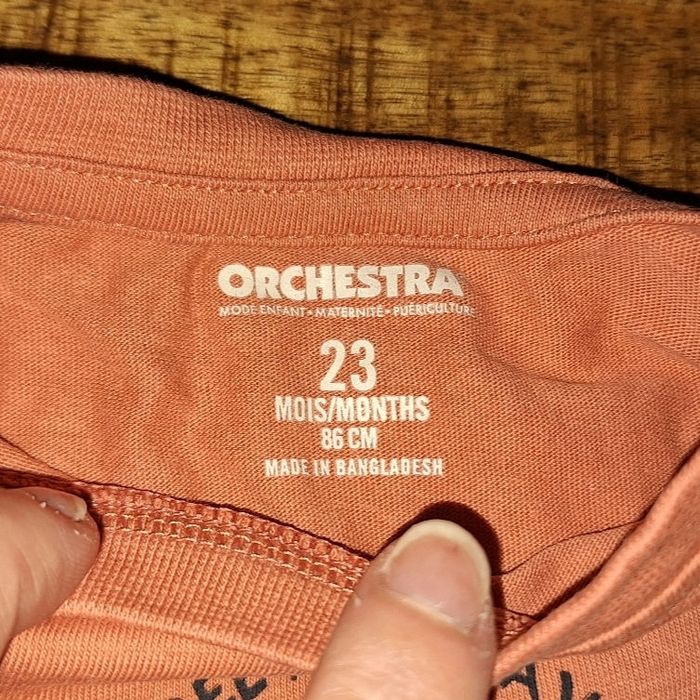 ORCHESTRA
MODE ENFANT • MATERNITÉ • PUÉRICULTURE
23
MOIS/MONTHS
86 CM
MADE IN BANGLADESH